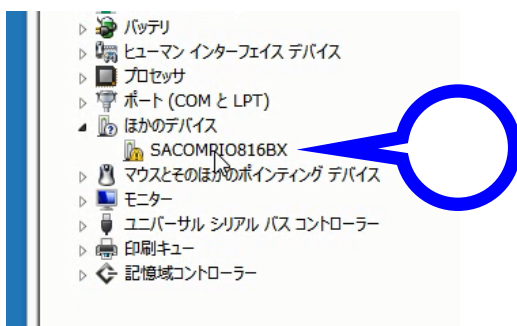 バッテリ
ヒューマン インターフェイス デバイス
プロセッサ
ポート (COM と LPT)
ほかのデバイス
SACOMPIO816BX
マウスとそのほかのポインティング デバイス
モニター
ユニバーサル シリアル バス コントローラー
印刷キュー
記憶域コントローラー